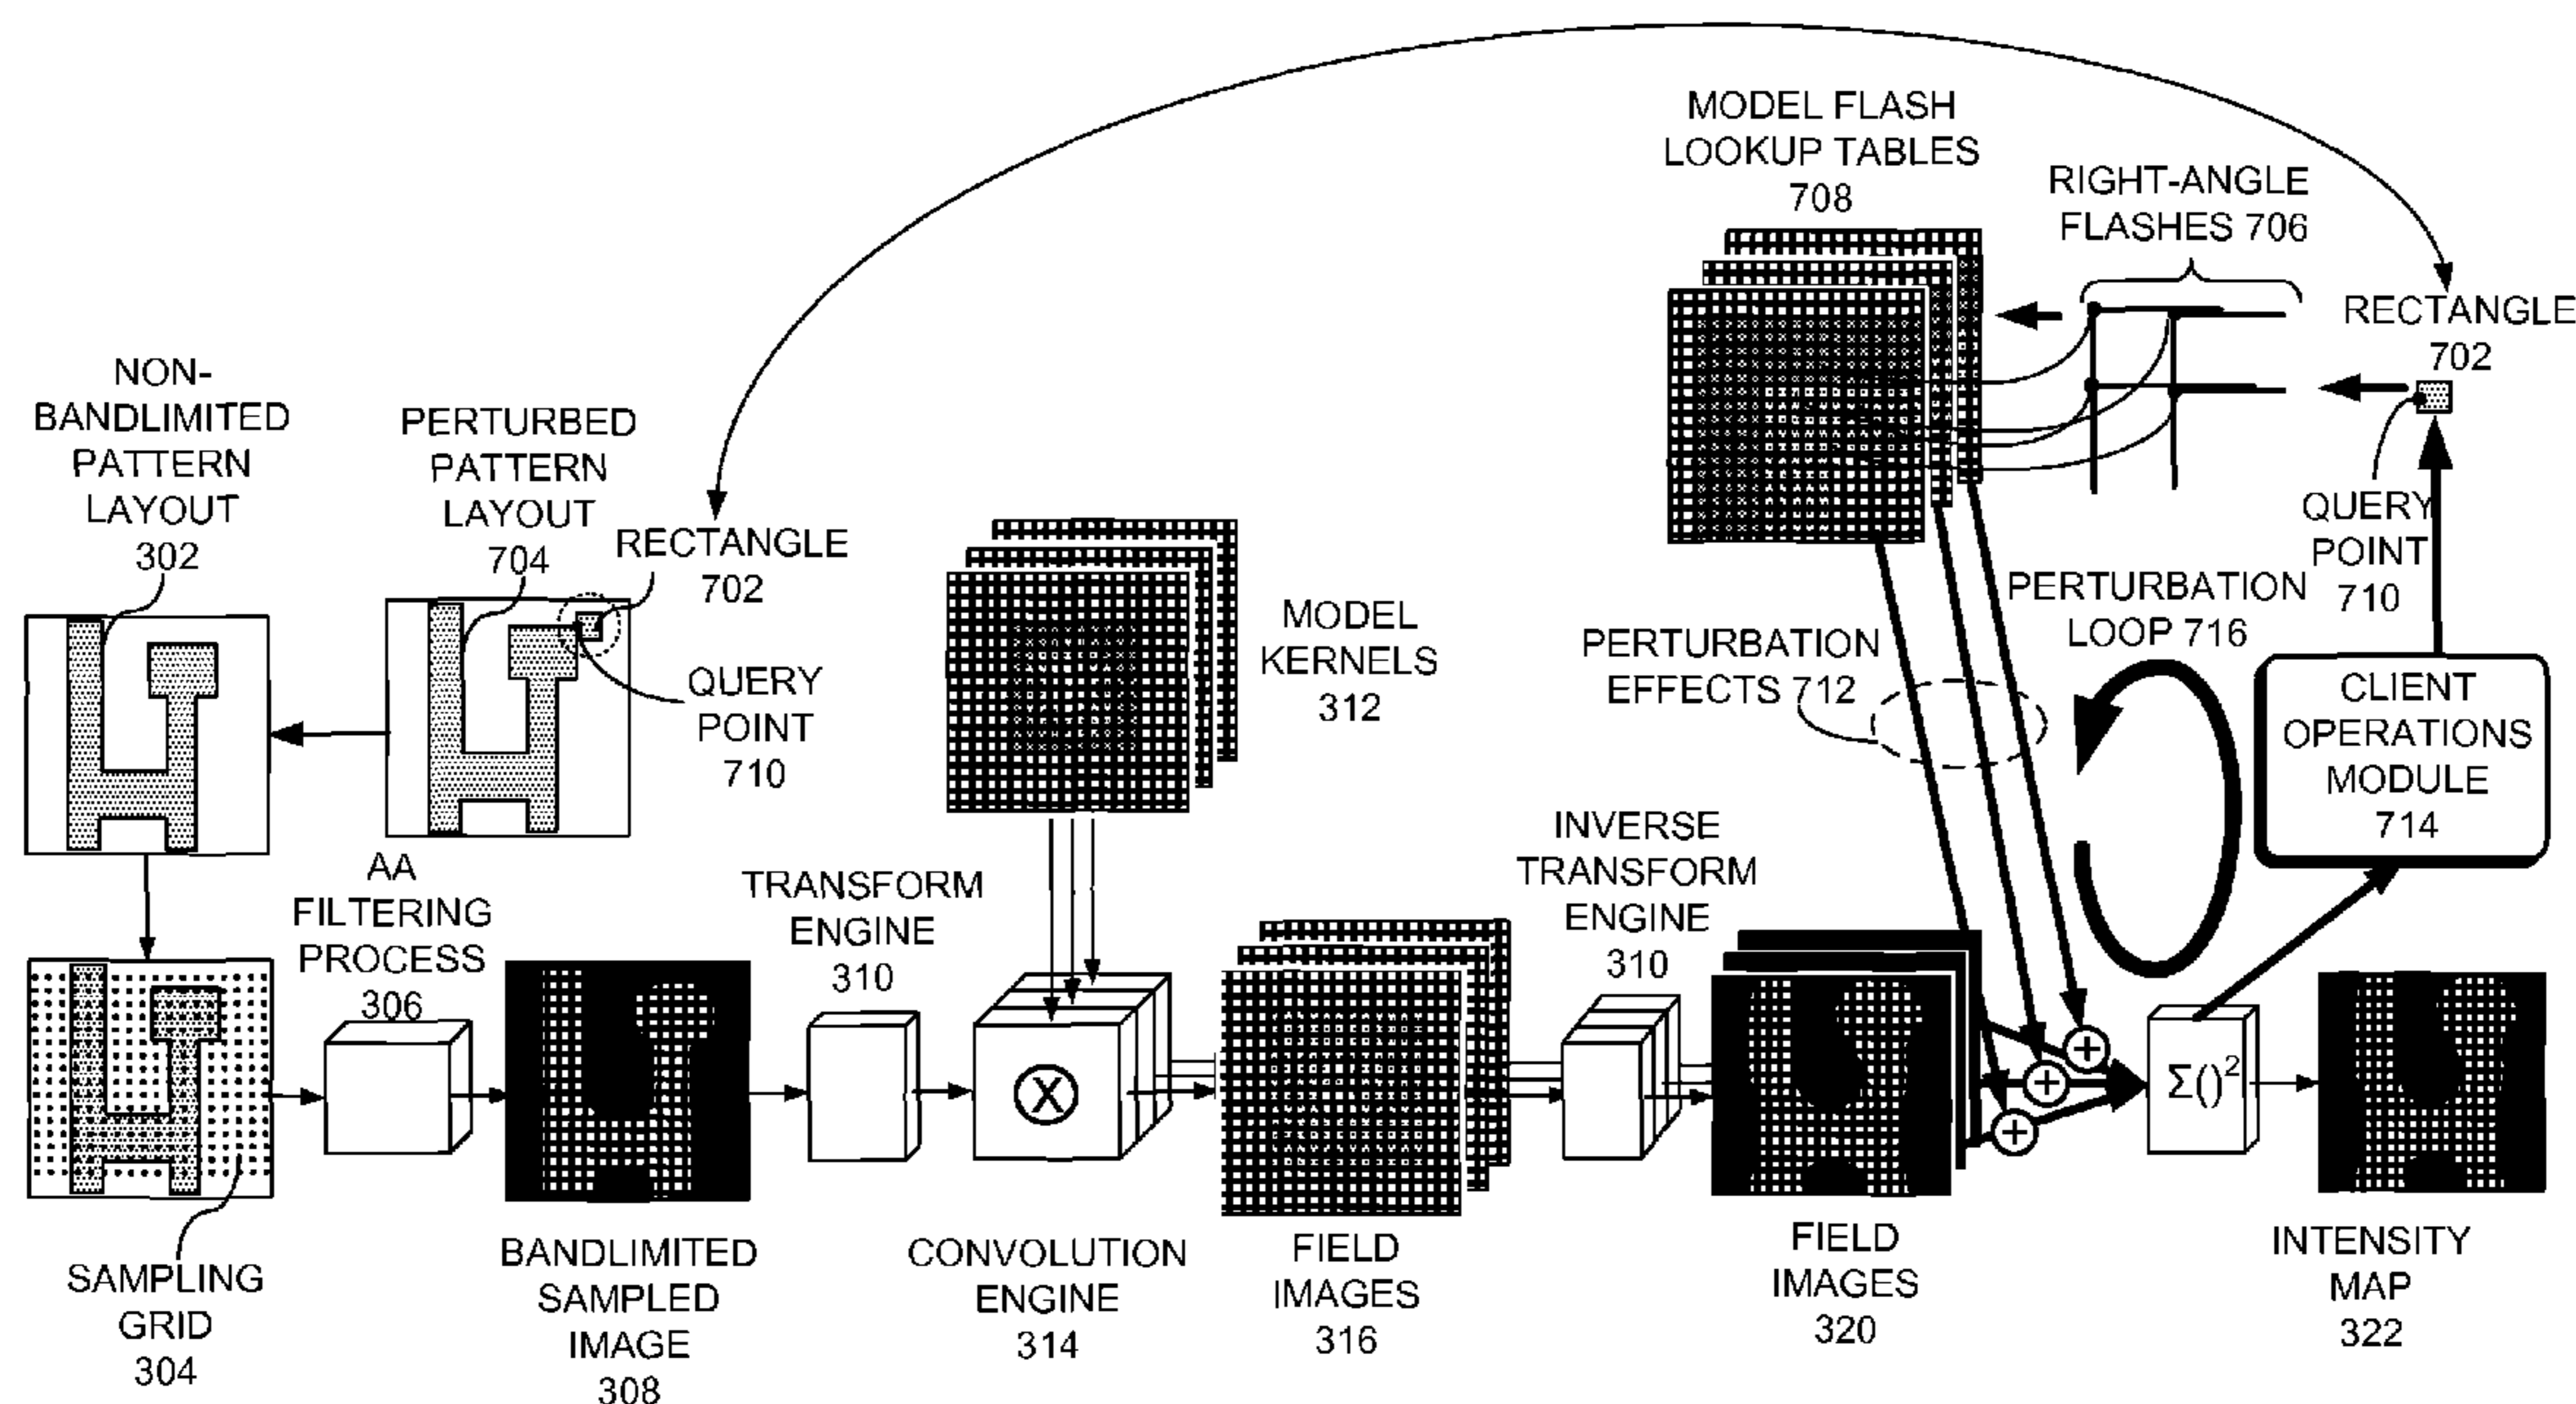 MODEL FLASH
LOOKUP TABLES
708
RIGHT-ANGLE
FLASHES 706
RECTANGLE
702
NON-
BANDLIMITED
PATTERN
LAYOUT
302
PERTURBED
PATTERN
LAYOUT
704
RECTANGLE
702
QUERY
POINT
710
MODEL
KERNELS
312
PERTURBATION
EFFECTS 712
PERTURBATION
LOOP 716
QUERY
POINT
710
CLIENT
OPERATIONS
MODULE
714
AA
FILTERING
PROCESS
306
TRANSFORM
ENGINE
310
INVERSE
TRANSFORM
ENGINE
310
X
+
+
+
Σ()²
SAMPLING
GRID
304
BANDLIMITED
SAMPLED
IMAGE
308
CONVOLUTION
ENGINE
314
FIELD
IMAGES
316
FIELD
IMAGES
320
INTENSITY
MAP
322